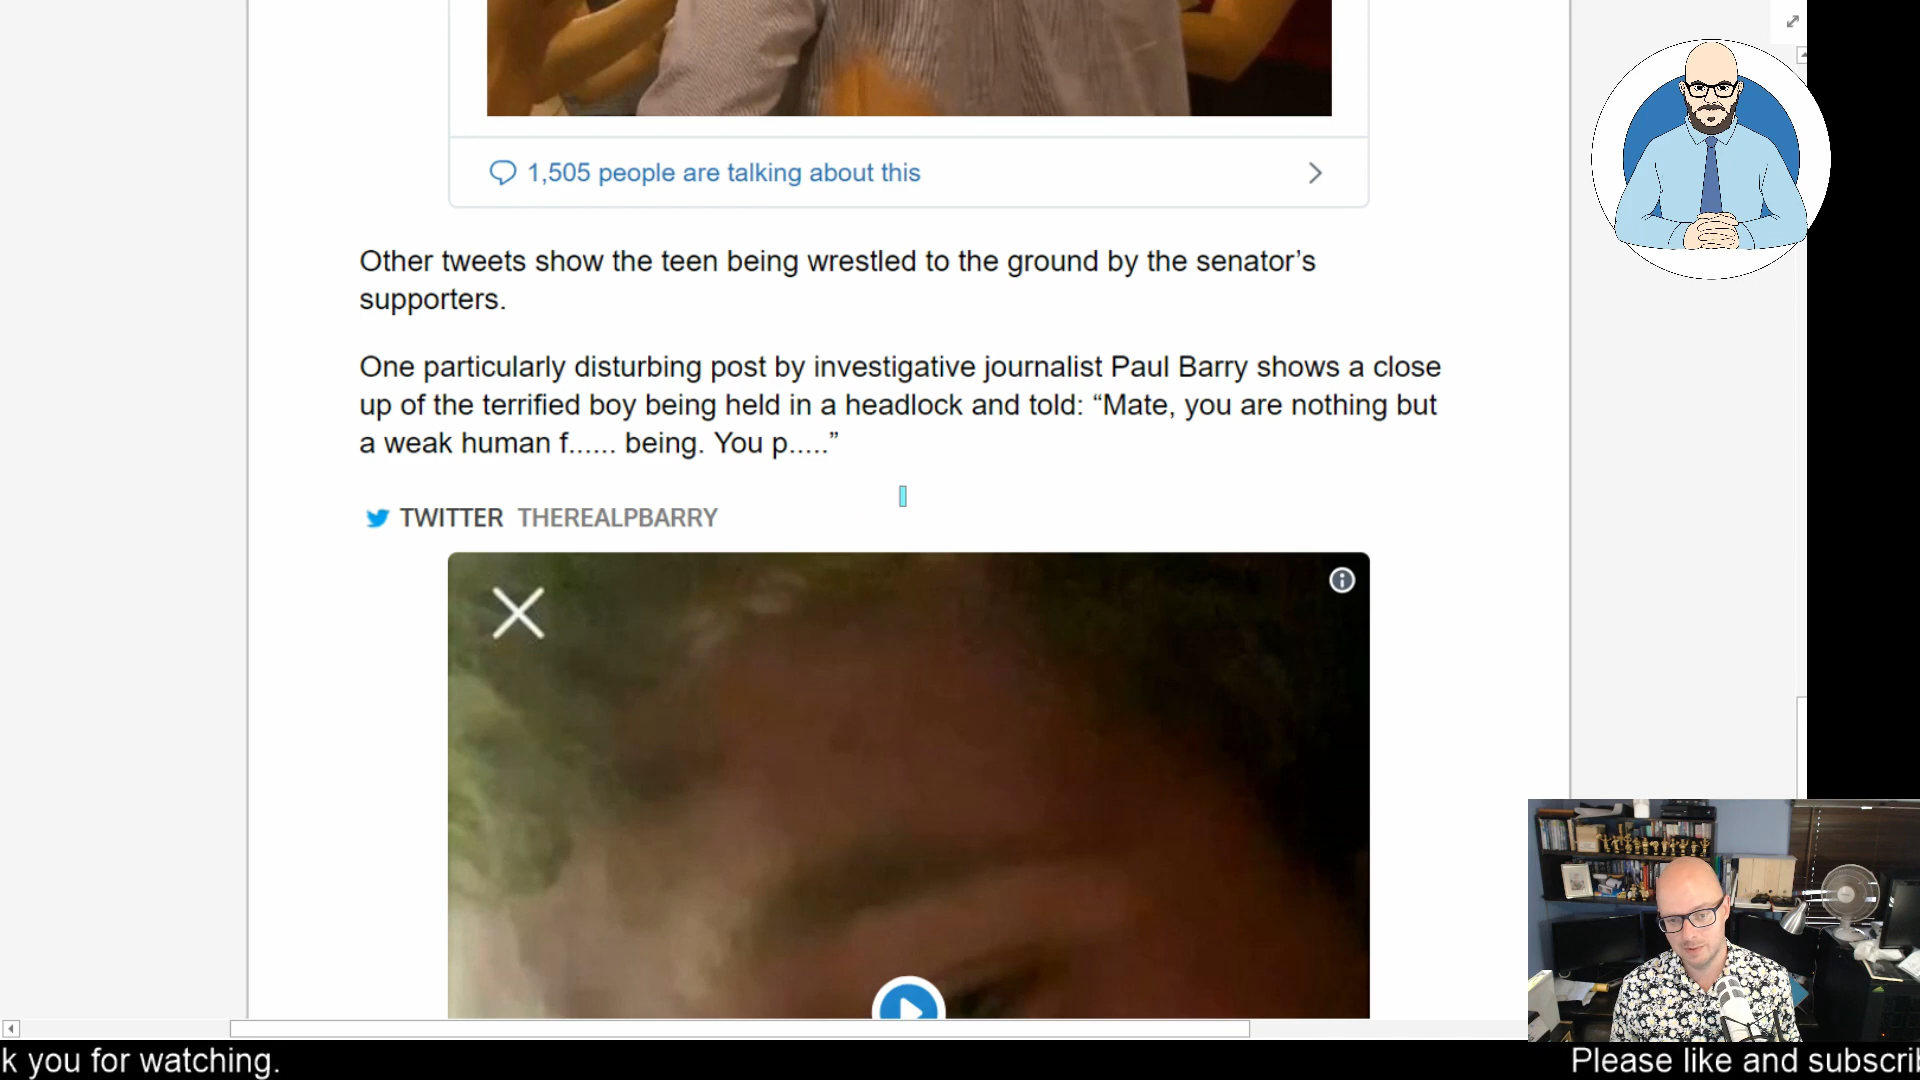 1,505 people are talking about this
Other tweets show the teen being wrestled to the ground by the senator’s
supporters.
One particularly disturbing post by investigative journalist Paul Barry shows a close
up of the terrified boy being held in a headlock and told: “Mate, you are nothing but
a weak human f...... being. You p.....”
TWITTER THEREALPBARRY
k you for watching.
Please like and subscri